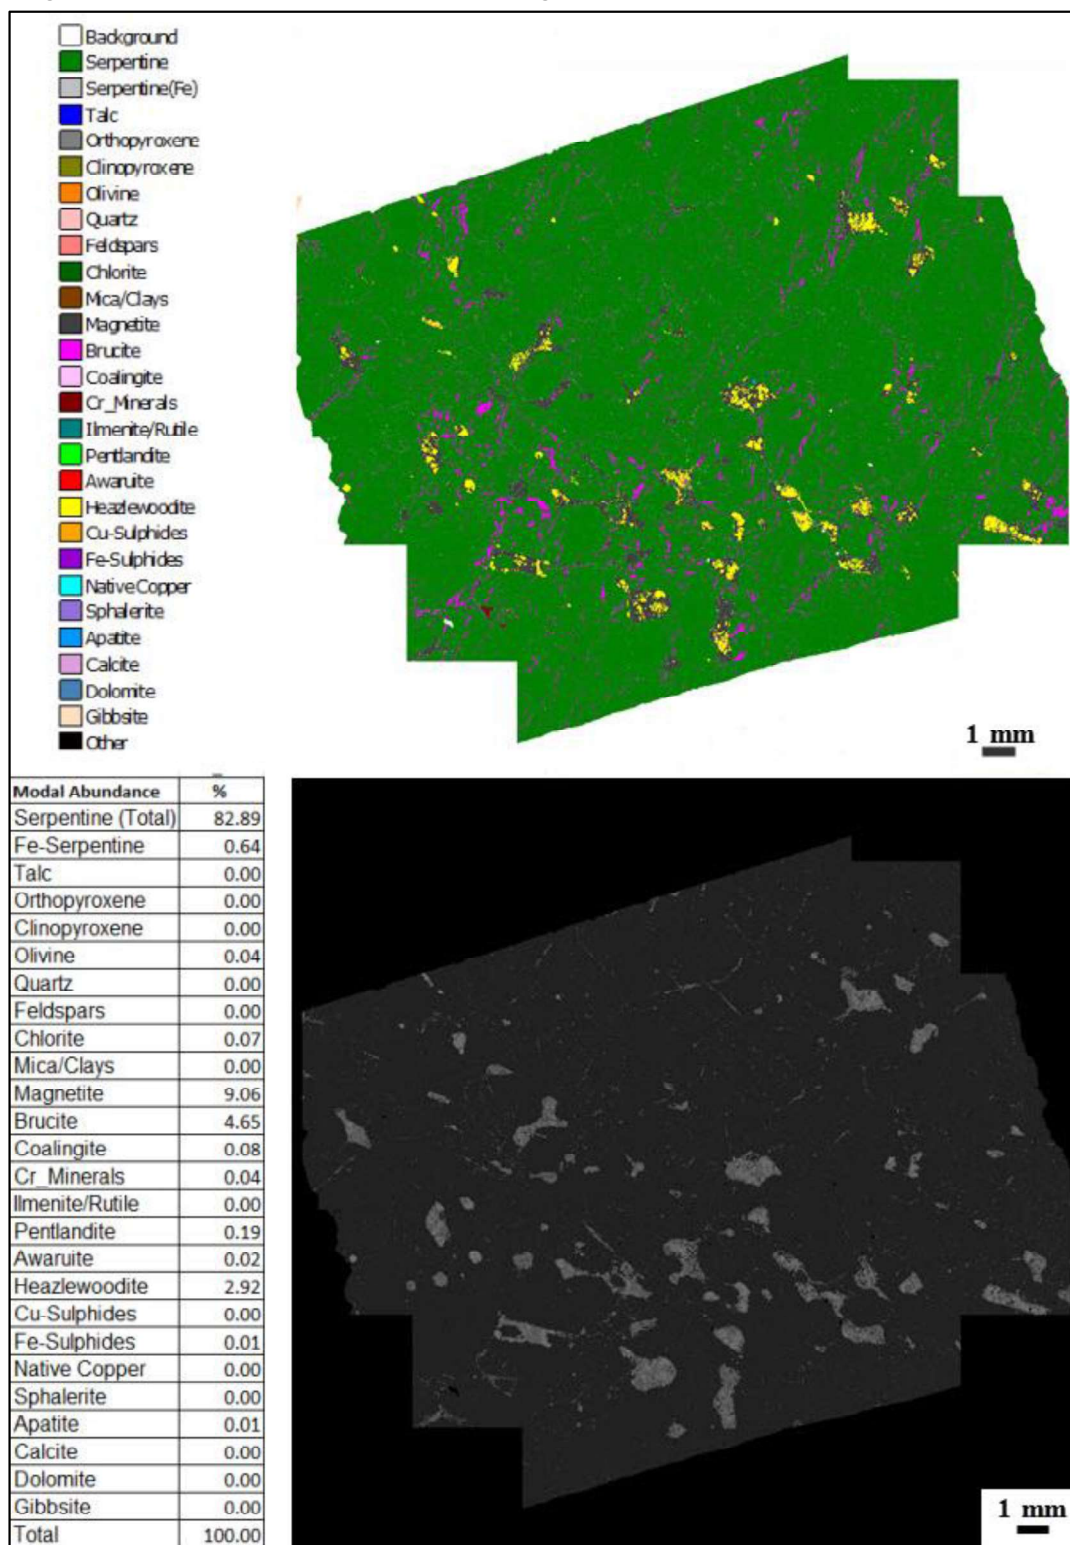 Background
Serpentine
Serpentine(Fe)
Talc
Orthopyroxene
Clinopyroxene
Olivine
Quartz
Feldspars
Chlorite
Mica/Clays
Magnetite
Brucite
Coalingite
Cr_Minerals
Ilmenite/Rutile
Pentlandite
Awaruite
Heazlewoodite
Cu-Sulphides
Fe-Sulphides
Native Copper
Sphalerite
Apatite
Calcite
Dolomite
Gibbsite
Other
1 mm
Modal Abundance %
Serpentine (Total) 82.89
Fe-Serpentine 0.64
Talc 0.00
Orthopyroxene 0.00
Clinopyroxene 0.00
Olivine 0.04
Quartz 0.00
Feldspars 0.00
Chlorite 0.07
Mica/Clays 0.00
Magnetite 9.06
Brucite 4.65
Coalingite 0.08
Cr_Minerals 0.04
Ilmenite/Rutile 0.00
Pentlandite 0.19
Awaruite 0.02
Heazlewoodite 2.92
Cu-Sulphides 0.00
Fe-Sulphides 0.01
Native Copper 0.00
Sphalerite 0.00
Apatite 0.01
Calcite 0.00
Dolomite 0.00
Gibbsite 0.00
Total 100.00
1 mm